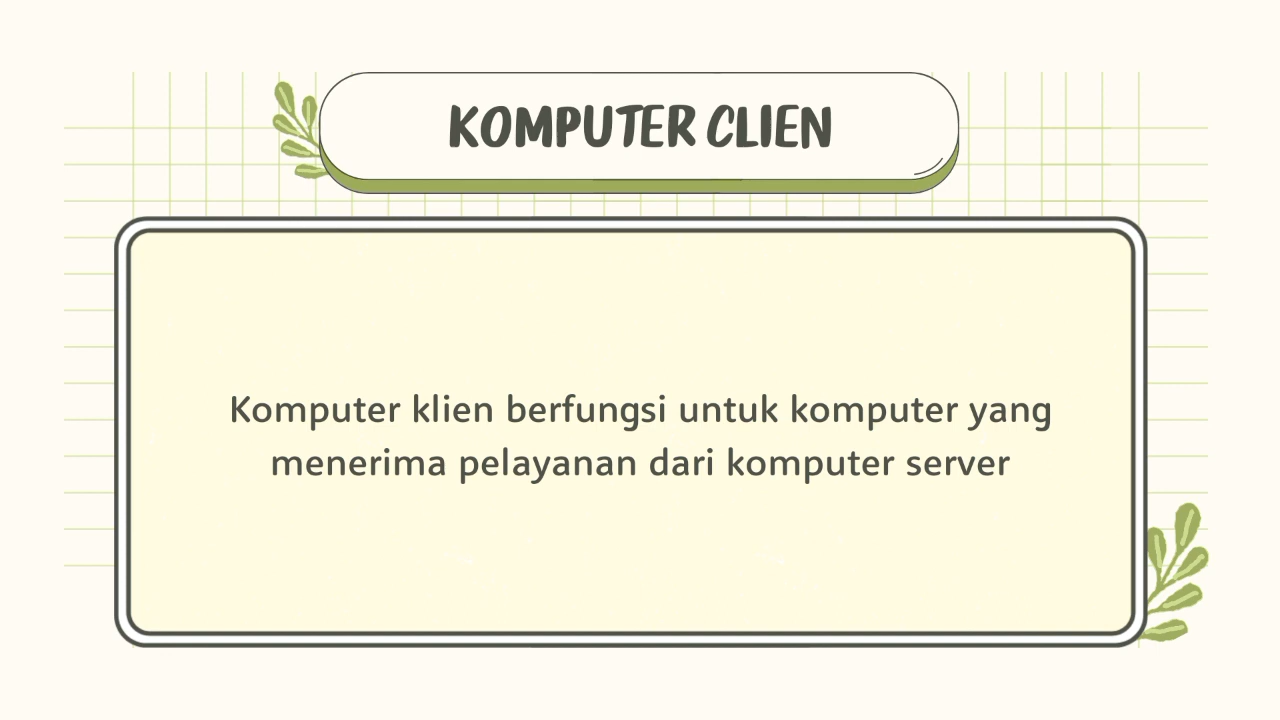 KOMPUTER CLIEN
Komputer klien berfungsi untuk komputer yang
menerima pelayanan dari komputer server